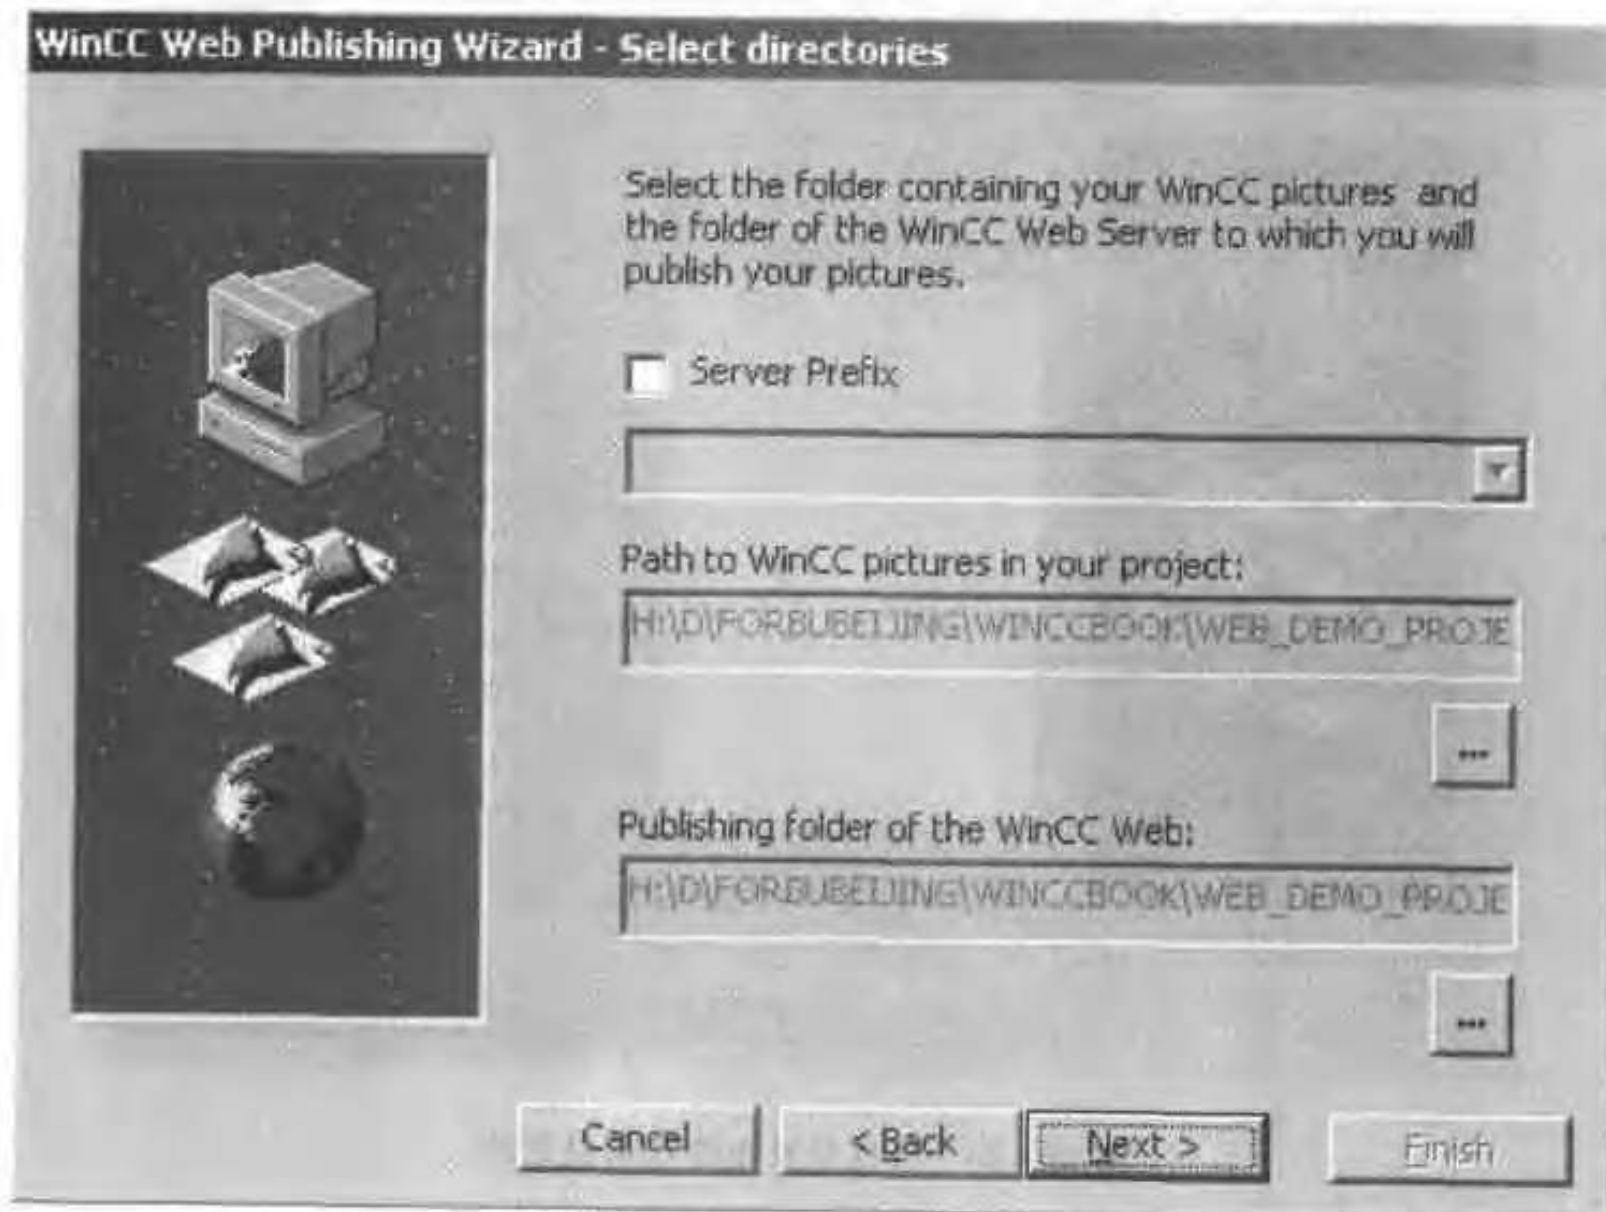 WinCC Web Publishing Wizard - Select directories
Select the folder containing your WinCC pictures and
the folder of the WinCC Web Server to which you will
publish your pictures.
Server Prefix
Path to WinCC pictures in your project:
H:\D\FORBUBEIJING\WINCCBOOK\WEB_DEMO_PROJE
...
Publishing folder of the WinCC Web:
H:\D\FORBUBEIJING\WINCCBOOK\WEB_DEMO_PROJE
...
Cancel
< Back
Next >
Finish